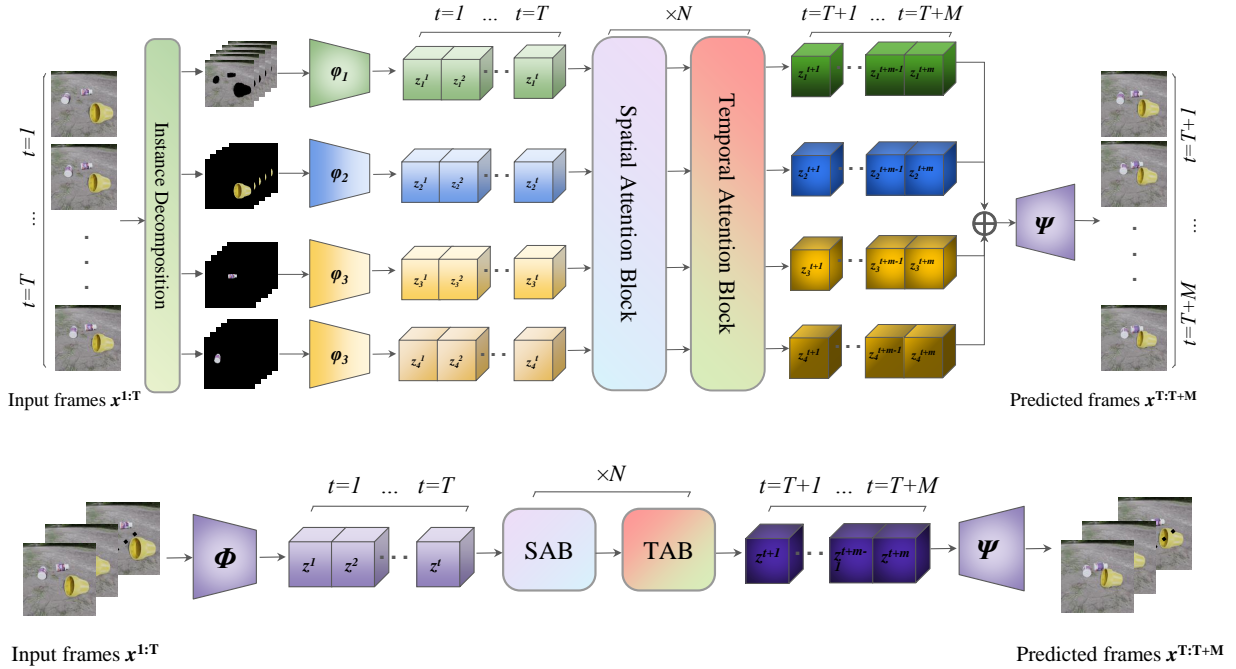 t=1 ... t=T
×N
t=T+1 ... t=T+M
t=1 ... t=T
Instance Decomposition
φ1
z1^1 z1^2 z1^t
Spatial Attention Block
Temporal Attention Block
z1^t+1 z1^t+m-1 z1^t+m
φ2
z2^1 z2^2 z2^t
z2^t+1 z2^t+m-1 z2^t+m
φ3
z3^1 z3^2 z3^t
z3^t+1 z3^t+m-1 z3^t+m
φ3
z4^1 z4^2 z4^t
z4^t+1 z4^t+m-1 z4^t+m
Ψ
t=T+1 ... t=T+M
Input frames x^1:T
Predicted frames x^T:T+M
t=1 ... t=T
×N
t=T+1 ... t=T+M
Φ
z^1 z^2 z^t
SAB
TAB
z^t+1 z^t+m-1 z^t+m
Ψ
Input frames x^1:T
Predicted frames x^T:T+M